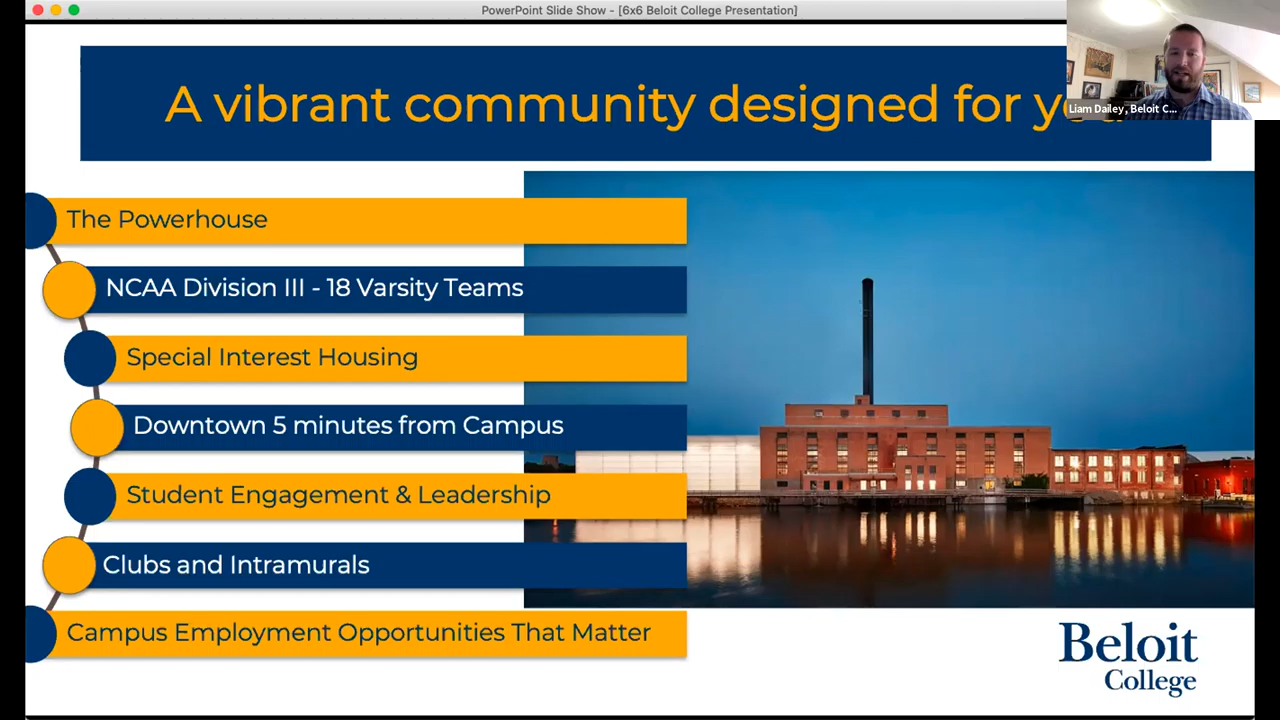 PowerPoint Slide Show - [6x6 Beloit College Presentation]
A vibrant community designed for
Liam Dailey, Beloit C...
The Powerhouse
NCAA Division III - 18 Varsity Teams
Special Interest Housing
Downtown 5 minutes from Campus
Student Engagement & Leadership
Clubs and Intramurals
Campus Employment Opportunities That Matter
Beloit
College